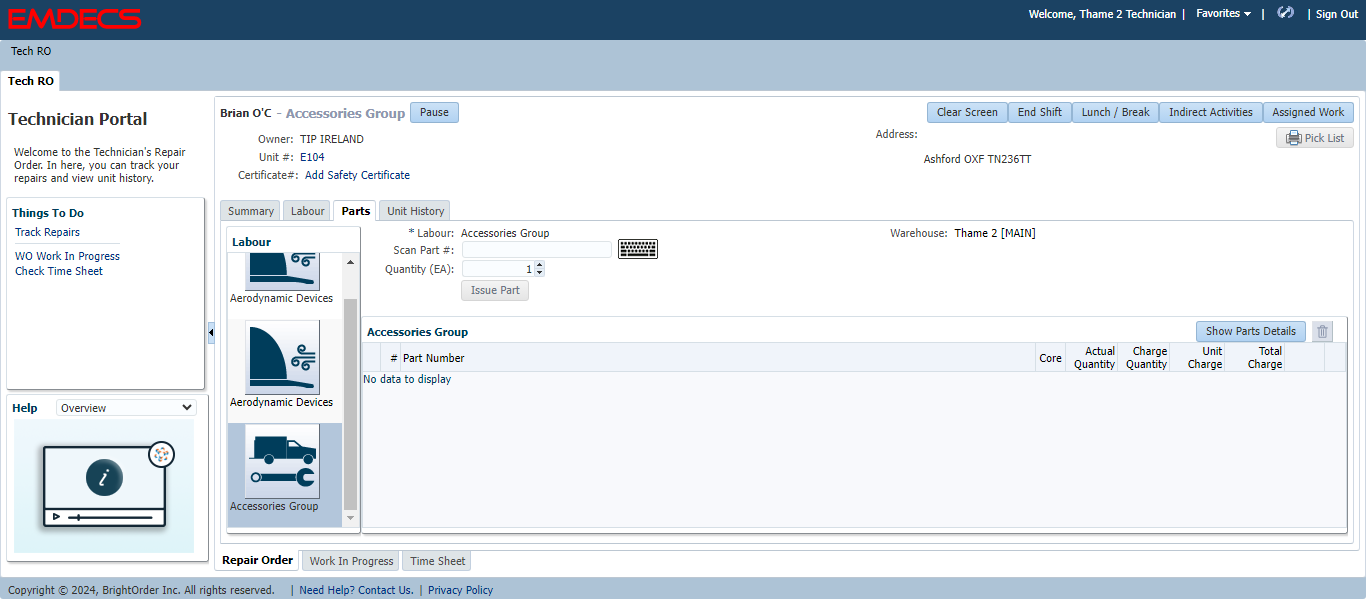 EMDECS
Welcome, Thame 2 Technician | Favorites | | Sign Out
Tech RO
Tech RO
Technician Portal
Welcome to the Technician's Repair
Order. In here, you can track your
repairs and view unit history.
Things To Do
Track Repairs
WO Work In Progress
Check Time Sheet
Help Overview
i
Brian O'C - Accessories Group Pause
Clear Screen End Shift Lunch / Break Indirect Activities Assigned Work
Owner: TIP IRELAND
Unit #: E104
Certificate#: Add Safety Certificate
Address:
Pick List
Ashford OXF TN236TT
Summary Labour Parts Unit History
Labour
Aerodynamic Devices
Aerodynamic Devices
Accessories Group
* Labour: Accessories Group
Scan Part #:
Quantity (EA): 1
Issue Part
Warehouse: Thame 2 [MAIN]
Accessories Group Show Parts Details
# Part Number Core Actual Quantity Charge Quantity Unit Charge Total Charge
No data to display
Repair Order Work In Progress Time Sheet
Copyright © 2024, BrightOrder Inc. All rights reserved. | Need Help? Contact Us. | Privacy Policy